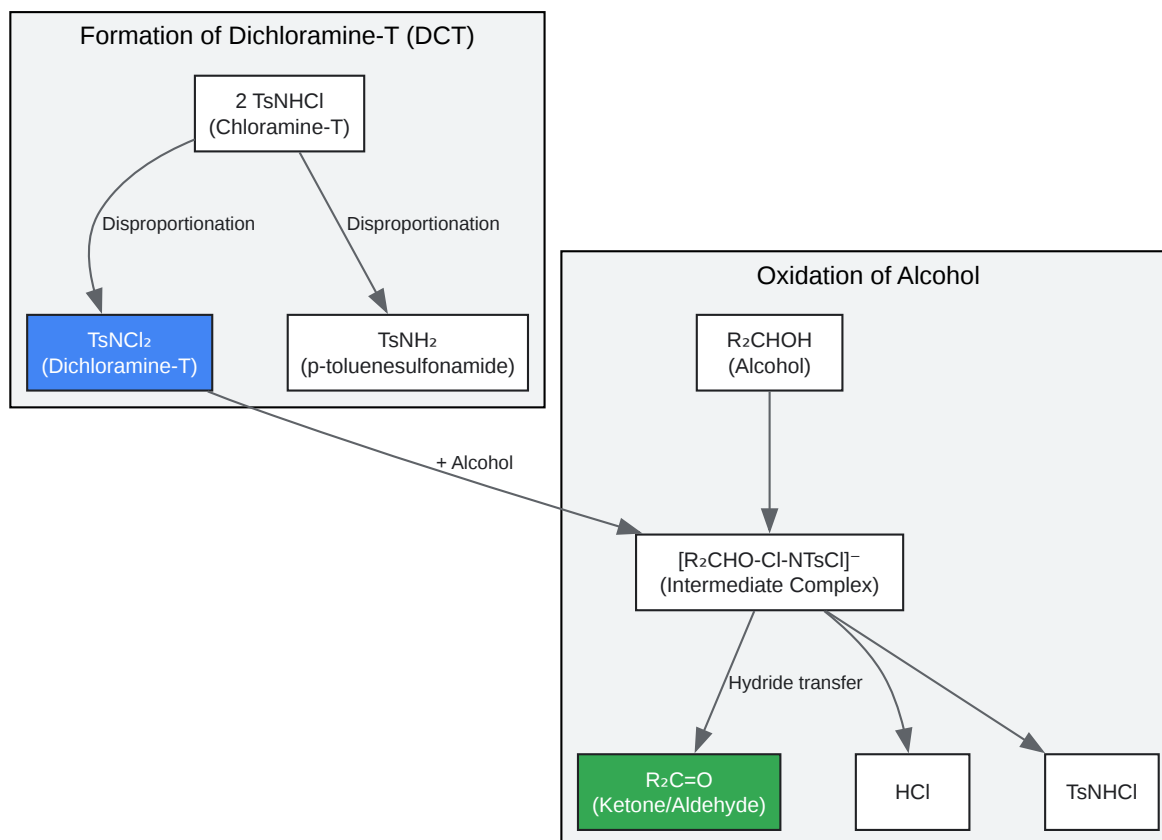 Formation of Dichloramine-T (DCT)
2 TsNHCl
(Chloramine-T)
Disproportionation
Disproportionation
TsNCl₂
(Dichloramine-T)
TsNH₂
(p-toluenesulfonamide)
Oxidation of Alcohol
R₂CHOH
(Alcohol)
+ Alcohol
[R₂CHO-Cl-NTsCl]⁻
(Intermediate Complex)
Hydride transfer
R₂C=O
(Ketone/Aldehyde)
HCl
TsNHCl